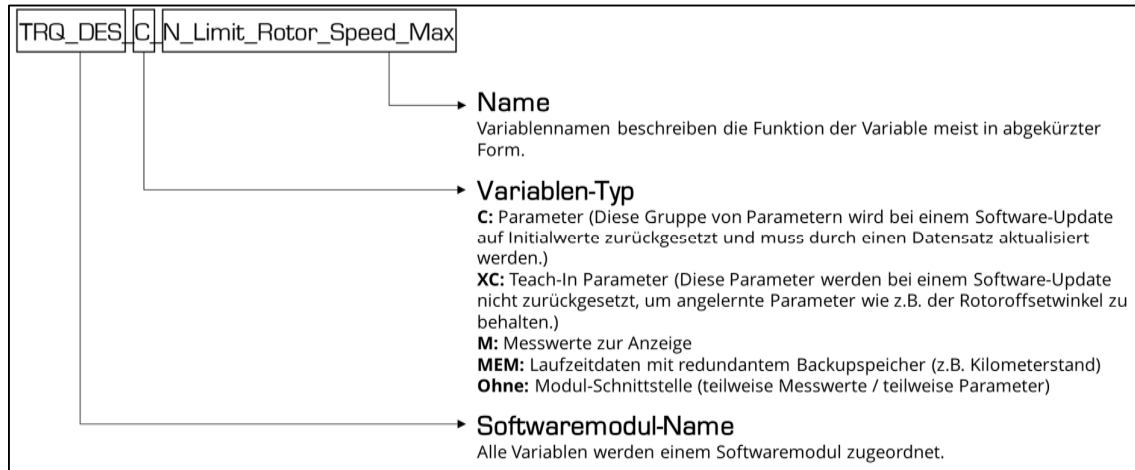 TRQ_DES_C_N_Limit_Rotor_Speed_Max
Name
Variablennamen beschreiben die Funktion der Variable meist in abgekürzter
Form.
Variablen-Typ
C: Parameter (Diese Gruppe von Parametern wird bei einem Software-Update
auf Initialwerte zurückgesetzt und muss durch einen Datensatz aktualisiert
werden.)
XC: Teach-In Parameter (Diese Parameter werden bei einem Software-Update
nicht zurückgesetzt, um angelernte Parameter wie z.B. der Rotoroffsetwinkel zu
behalten.)
M: Messwerte zur Anzeige
MEM: Laufzeitdaten mit redundantem Backupspeicher (z.B. Kilometerstand)
Ohne: Modul-Schnittstelle (teilweise Messwerte / teilweise Parameter)
Softwaremodul-Name
Alle Variablen werden einem Softwaremodul zugeordnet.